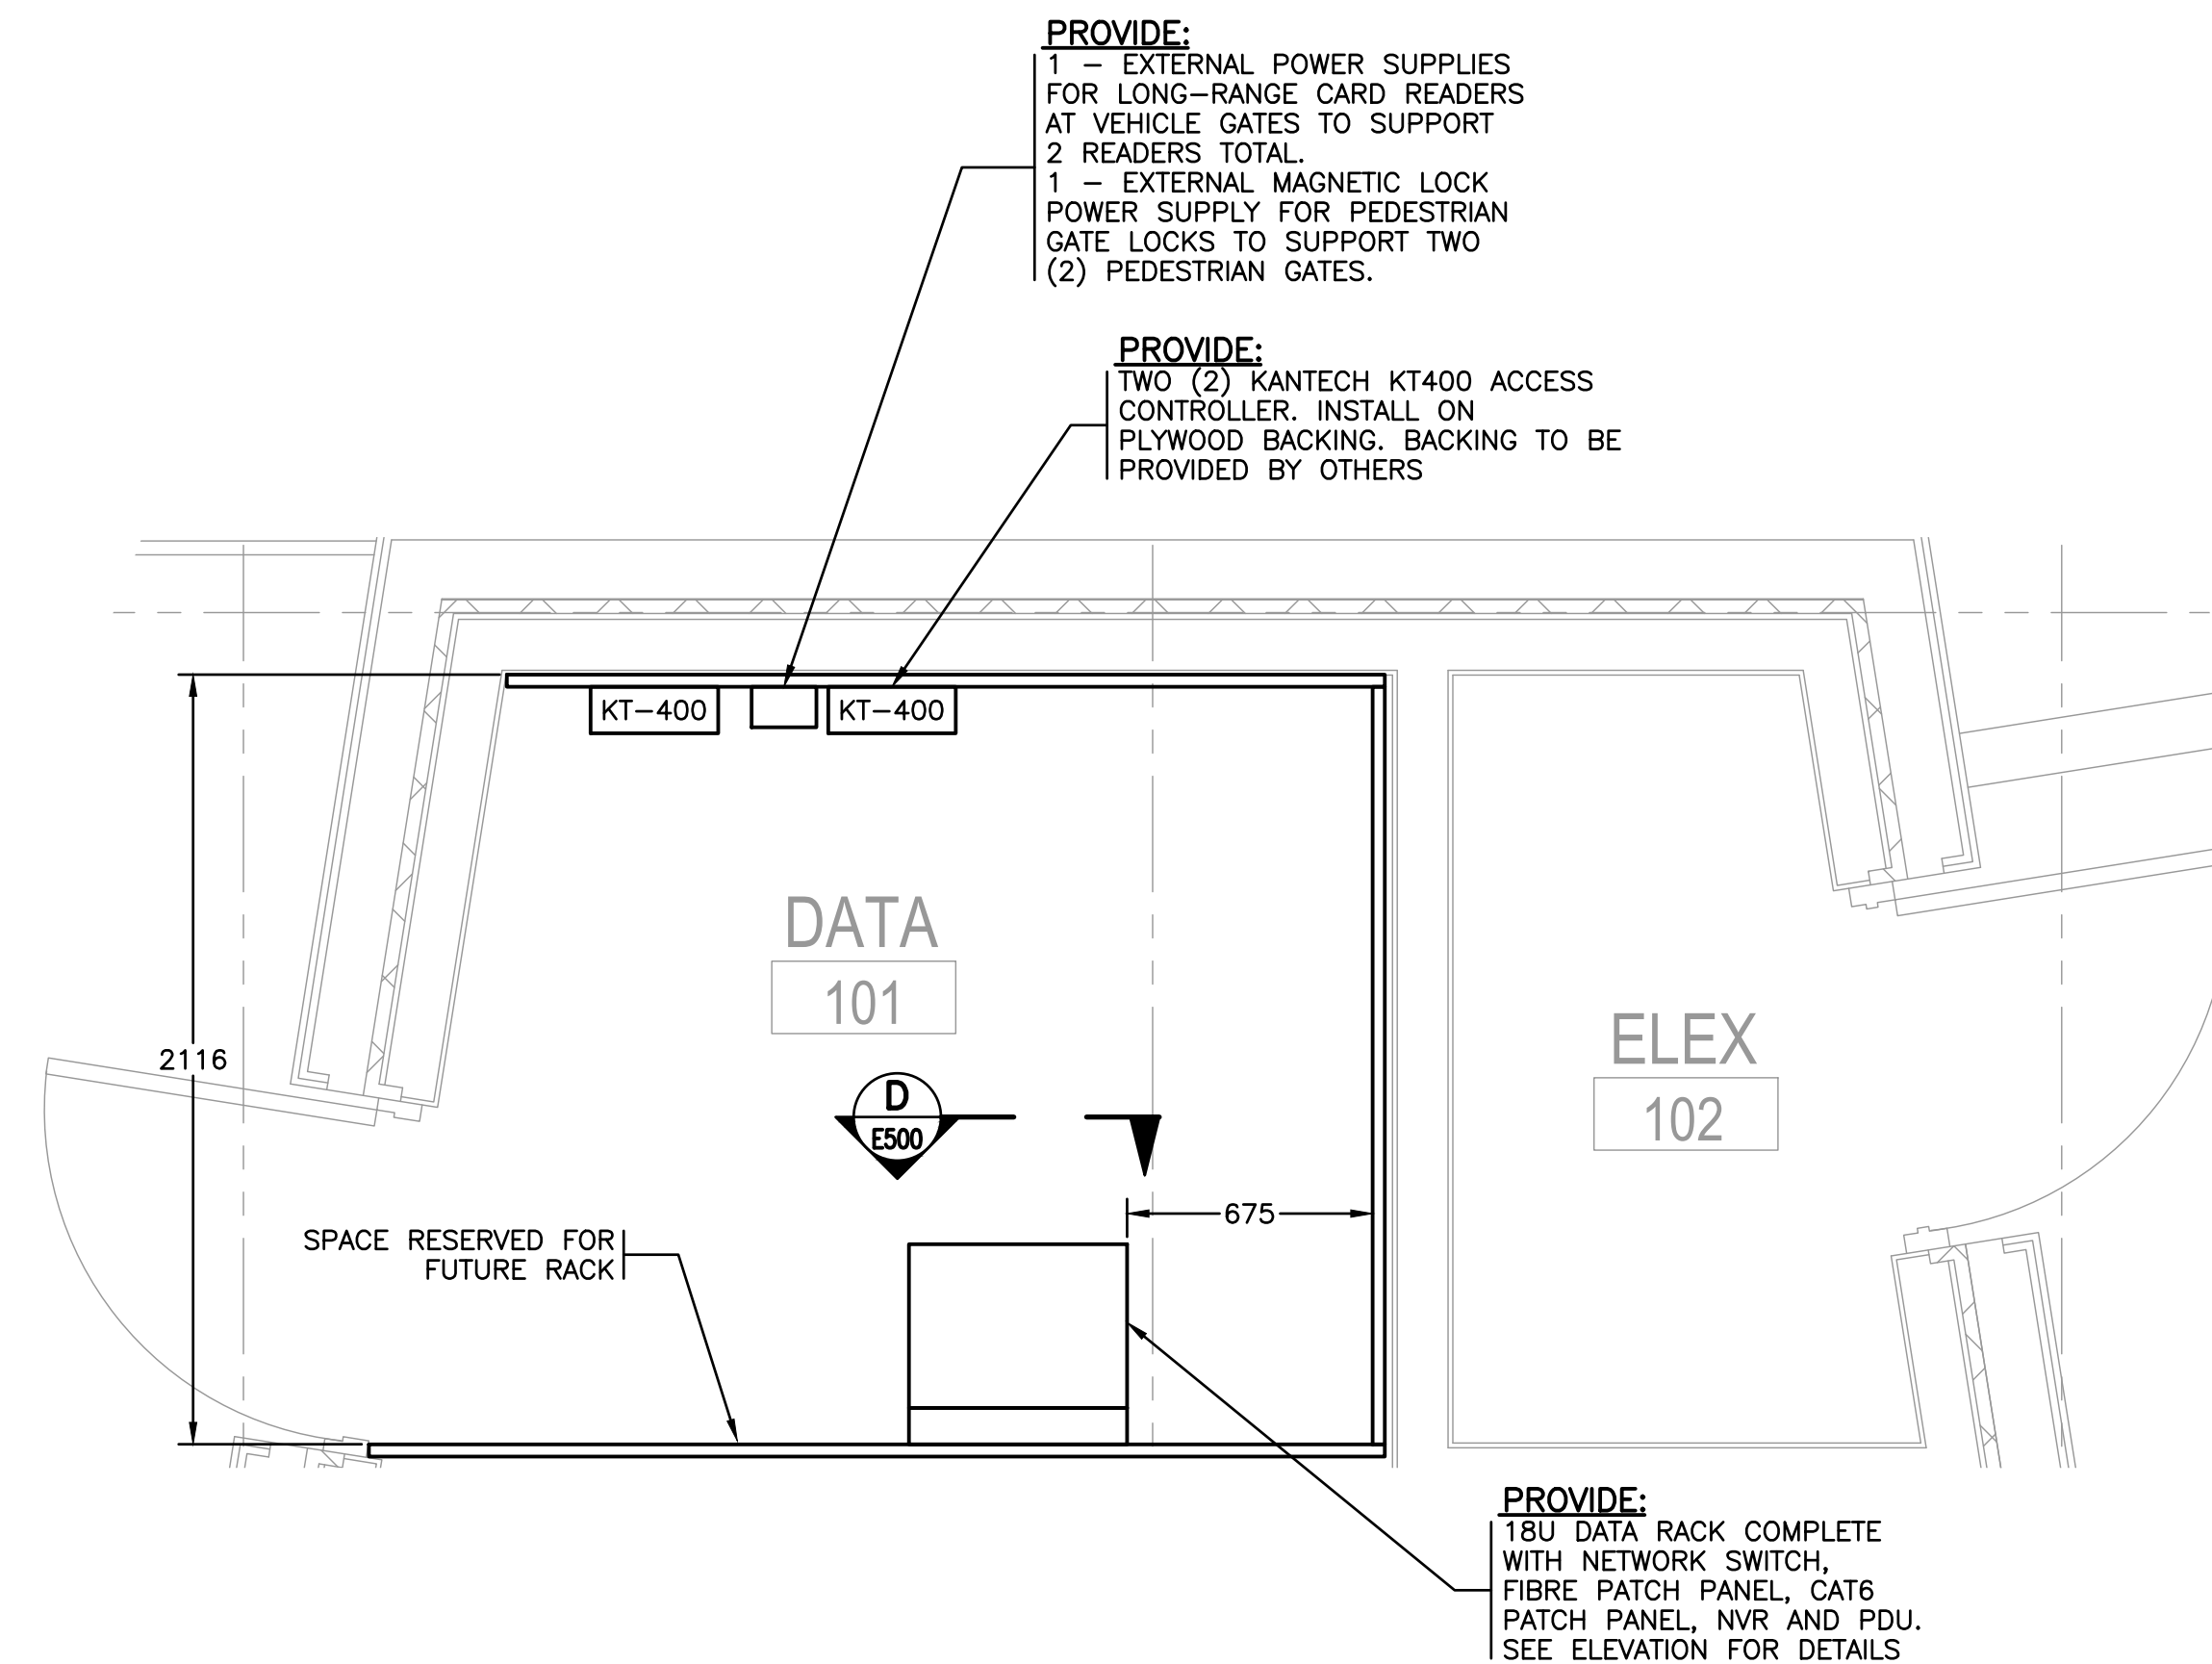 PROVIDE:
1 – EXTERNAL POWER SUPPLIES
FOR LONG–RANGE CARD READERS
AT VEHICLE GATES TO SUPPORT
2 READERS TOTAL.
1 – EXTERNAL MAGNETIC LOCK
POWER SUPPLY FOR PEDESTRIAN
GATE LOCKS TO SUPPORT TWO
(2) PEDESTRIAN GATES.
PROVIDE:
TWO (2) KANTECH KT400 ACCESS
CONTROLLER. INSTALL ON
PLYWOOD BACKING. BACKING TO BE
PROVIDED BY OTHERS
KT–400
KT–400
DATA
101
ELEX
102
2116
D
E500
675
SPACE RESERVED FOR
FUTURE RACK
PROVIDE:
18U DATA RACK COMPLETE
WITH NETWORK SWITCH,
FIBRE PATCH PANEL, CAT6
PATCH PANEL, NVR AND PDU.
SEE ELEVATION FOR DETAILS